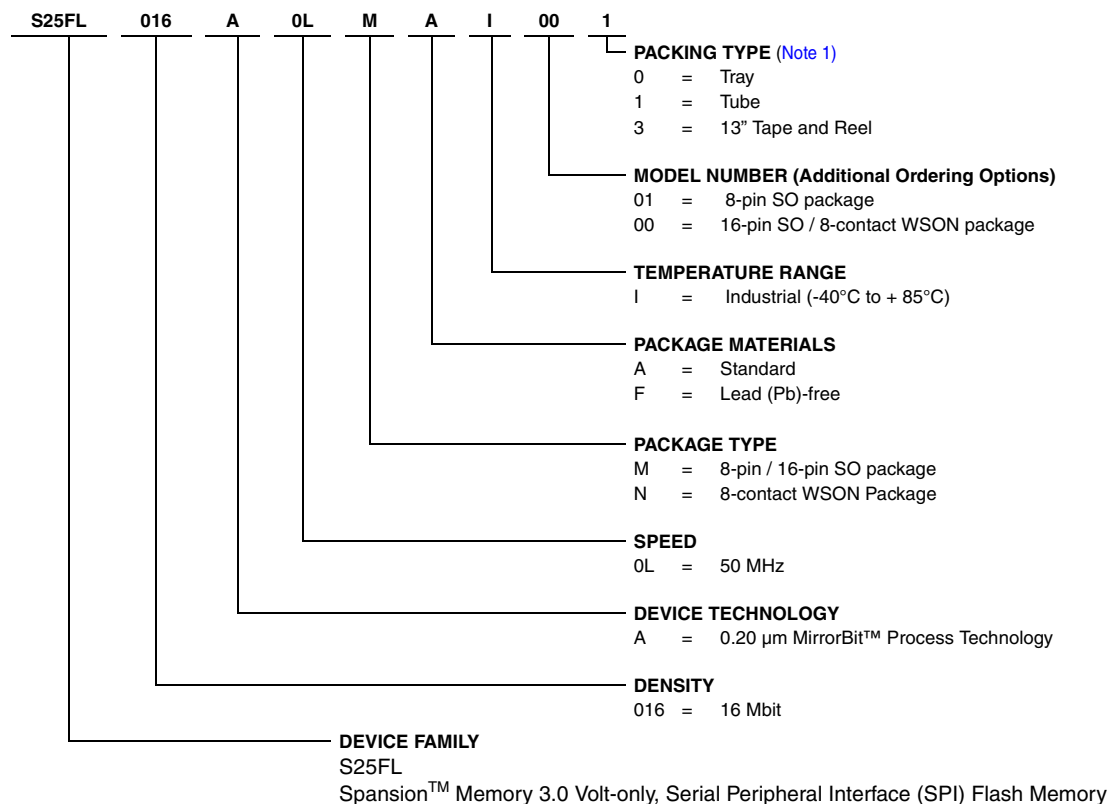 S25FL 016 A 0L M A I 00 1
PACKING TYPE (Note 1)
0 = Tray
1 = Tube
3 = 13” Tape and Reel
MODEL NUMBER (Additional Ordering Options)
01 = 8-pin SO package
00 = 16-pin SO / 8-contact WSON package
TEMPERATURE RANGE
I = Industrial (-40°C to + 85°C)
PACKAGE MATERIALS
A = Standard
F = Lead (Pb)-free
PACKAGE TYPE
M = 8-pin / 16-pin SO package
N = 8-contact WSON Package
SPEED
0L = 50 MHz
DEVICE TECHNOLOGY
A = 0.20 µm MirrorBit™ Process Technology
DENSITY
016 = 16 Mbit
DEVICE FAMILY
S25FL
Spansion™ Memory 3.0 Volt-only, Serial Peripheral Interface (SPI) Flash Memory